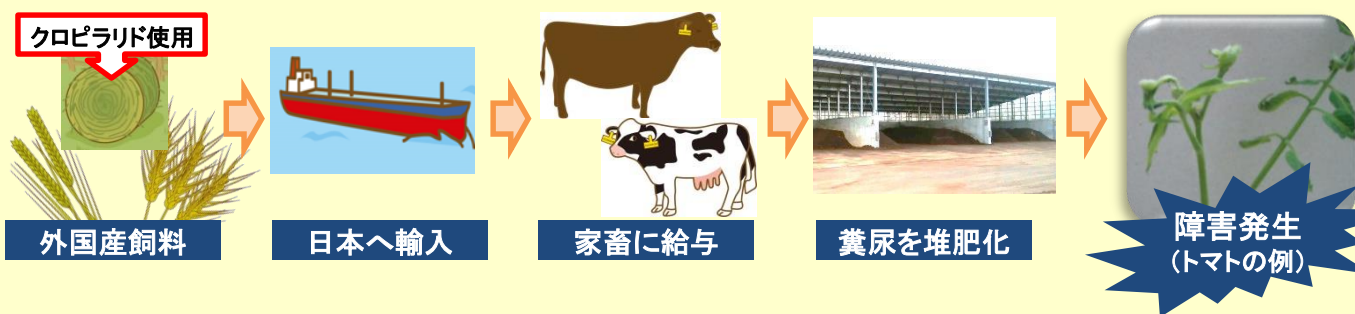 クロピラリド使用
外国産飼料
日本へ輸入
家畜に給与
糞尿を堆肥化
障害発生
(トマトの例)